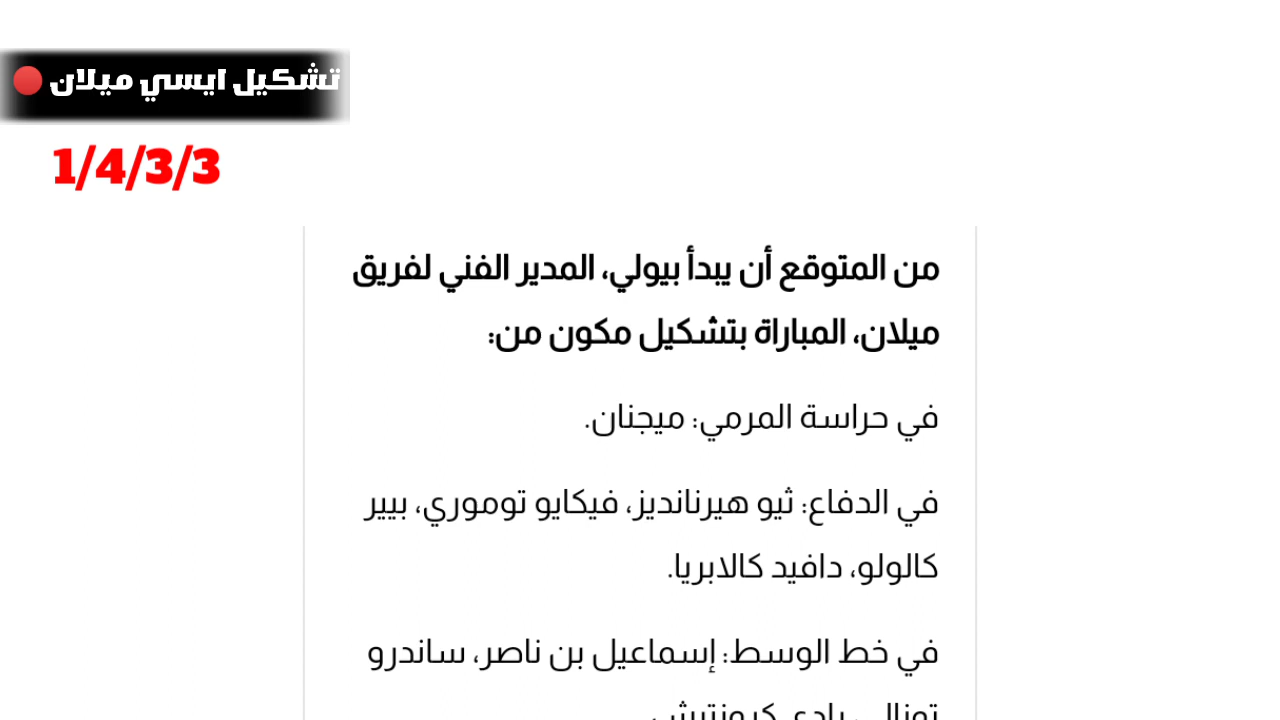 تشكيل ايسي ميلان
1/4/3/3
من المتوقع أن يبدأ بيولي، المدير الفني لفريق
ميلان، المباراة بتشكيل مكون من:
في حراسة المرمي: ميجنان.
في الدفاع: ثيو هيرنانديز، فيكايو توموري، بيير
كالولو، دافيد كالابريا.
في خط الوسط: إسماعيل بن ناصر، ساندرو